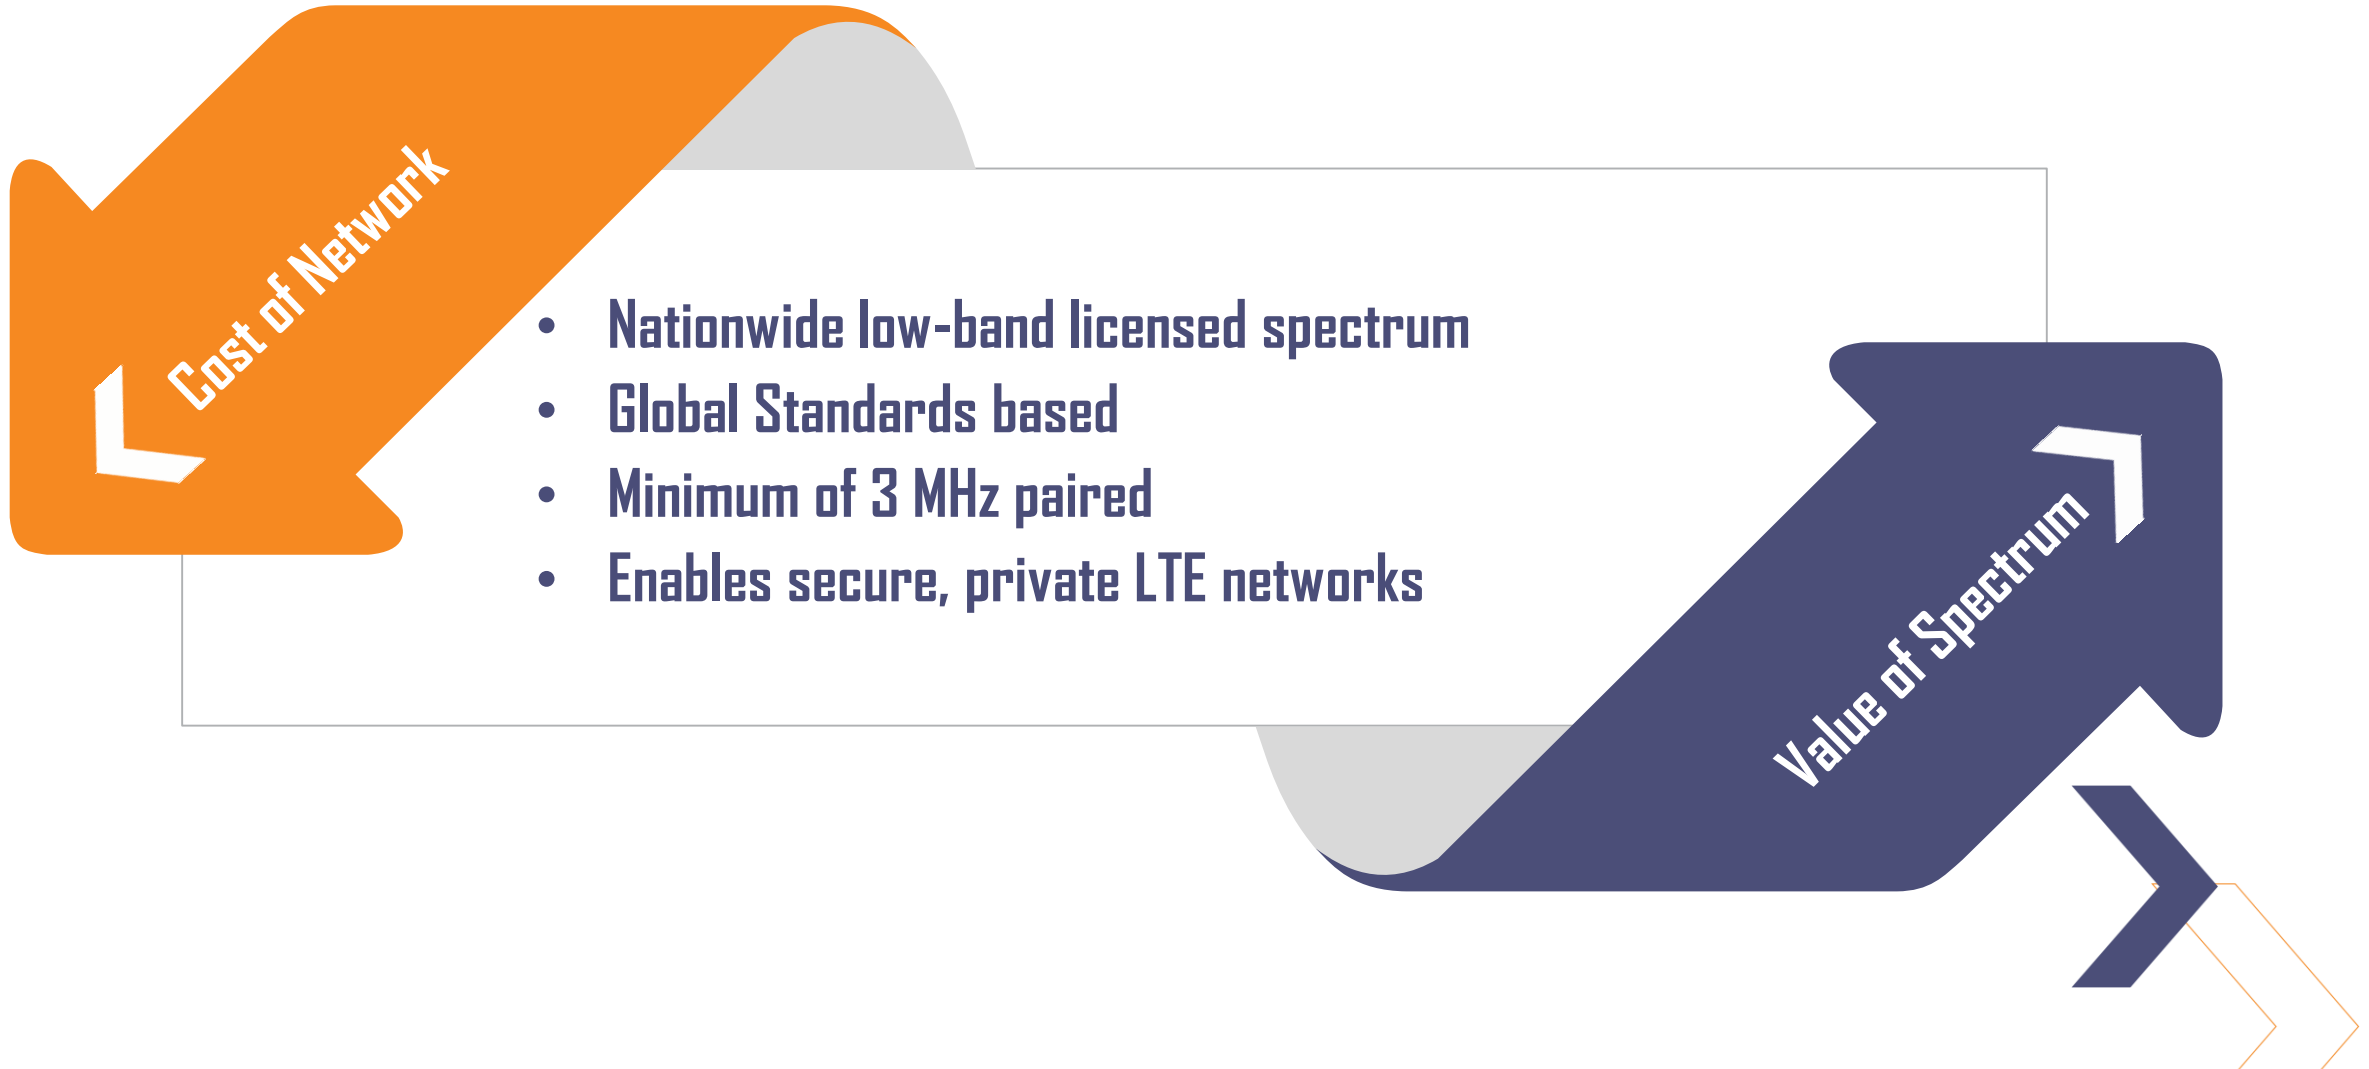 Cost of Network
• Nationwide low-band licensed spectrum
• Global Standards based
• Minimum of 3 MHz paired
• Enables secure, private LTE networks
Value of Spectrum